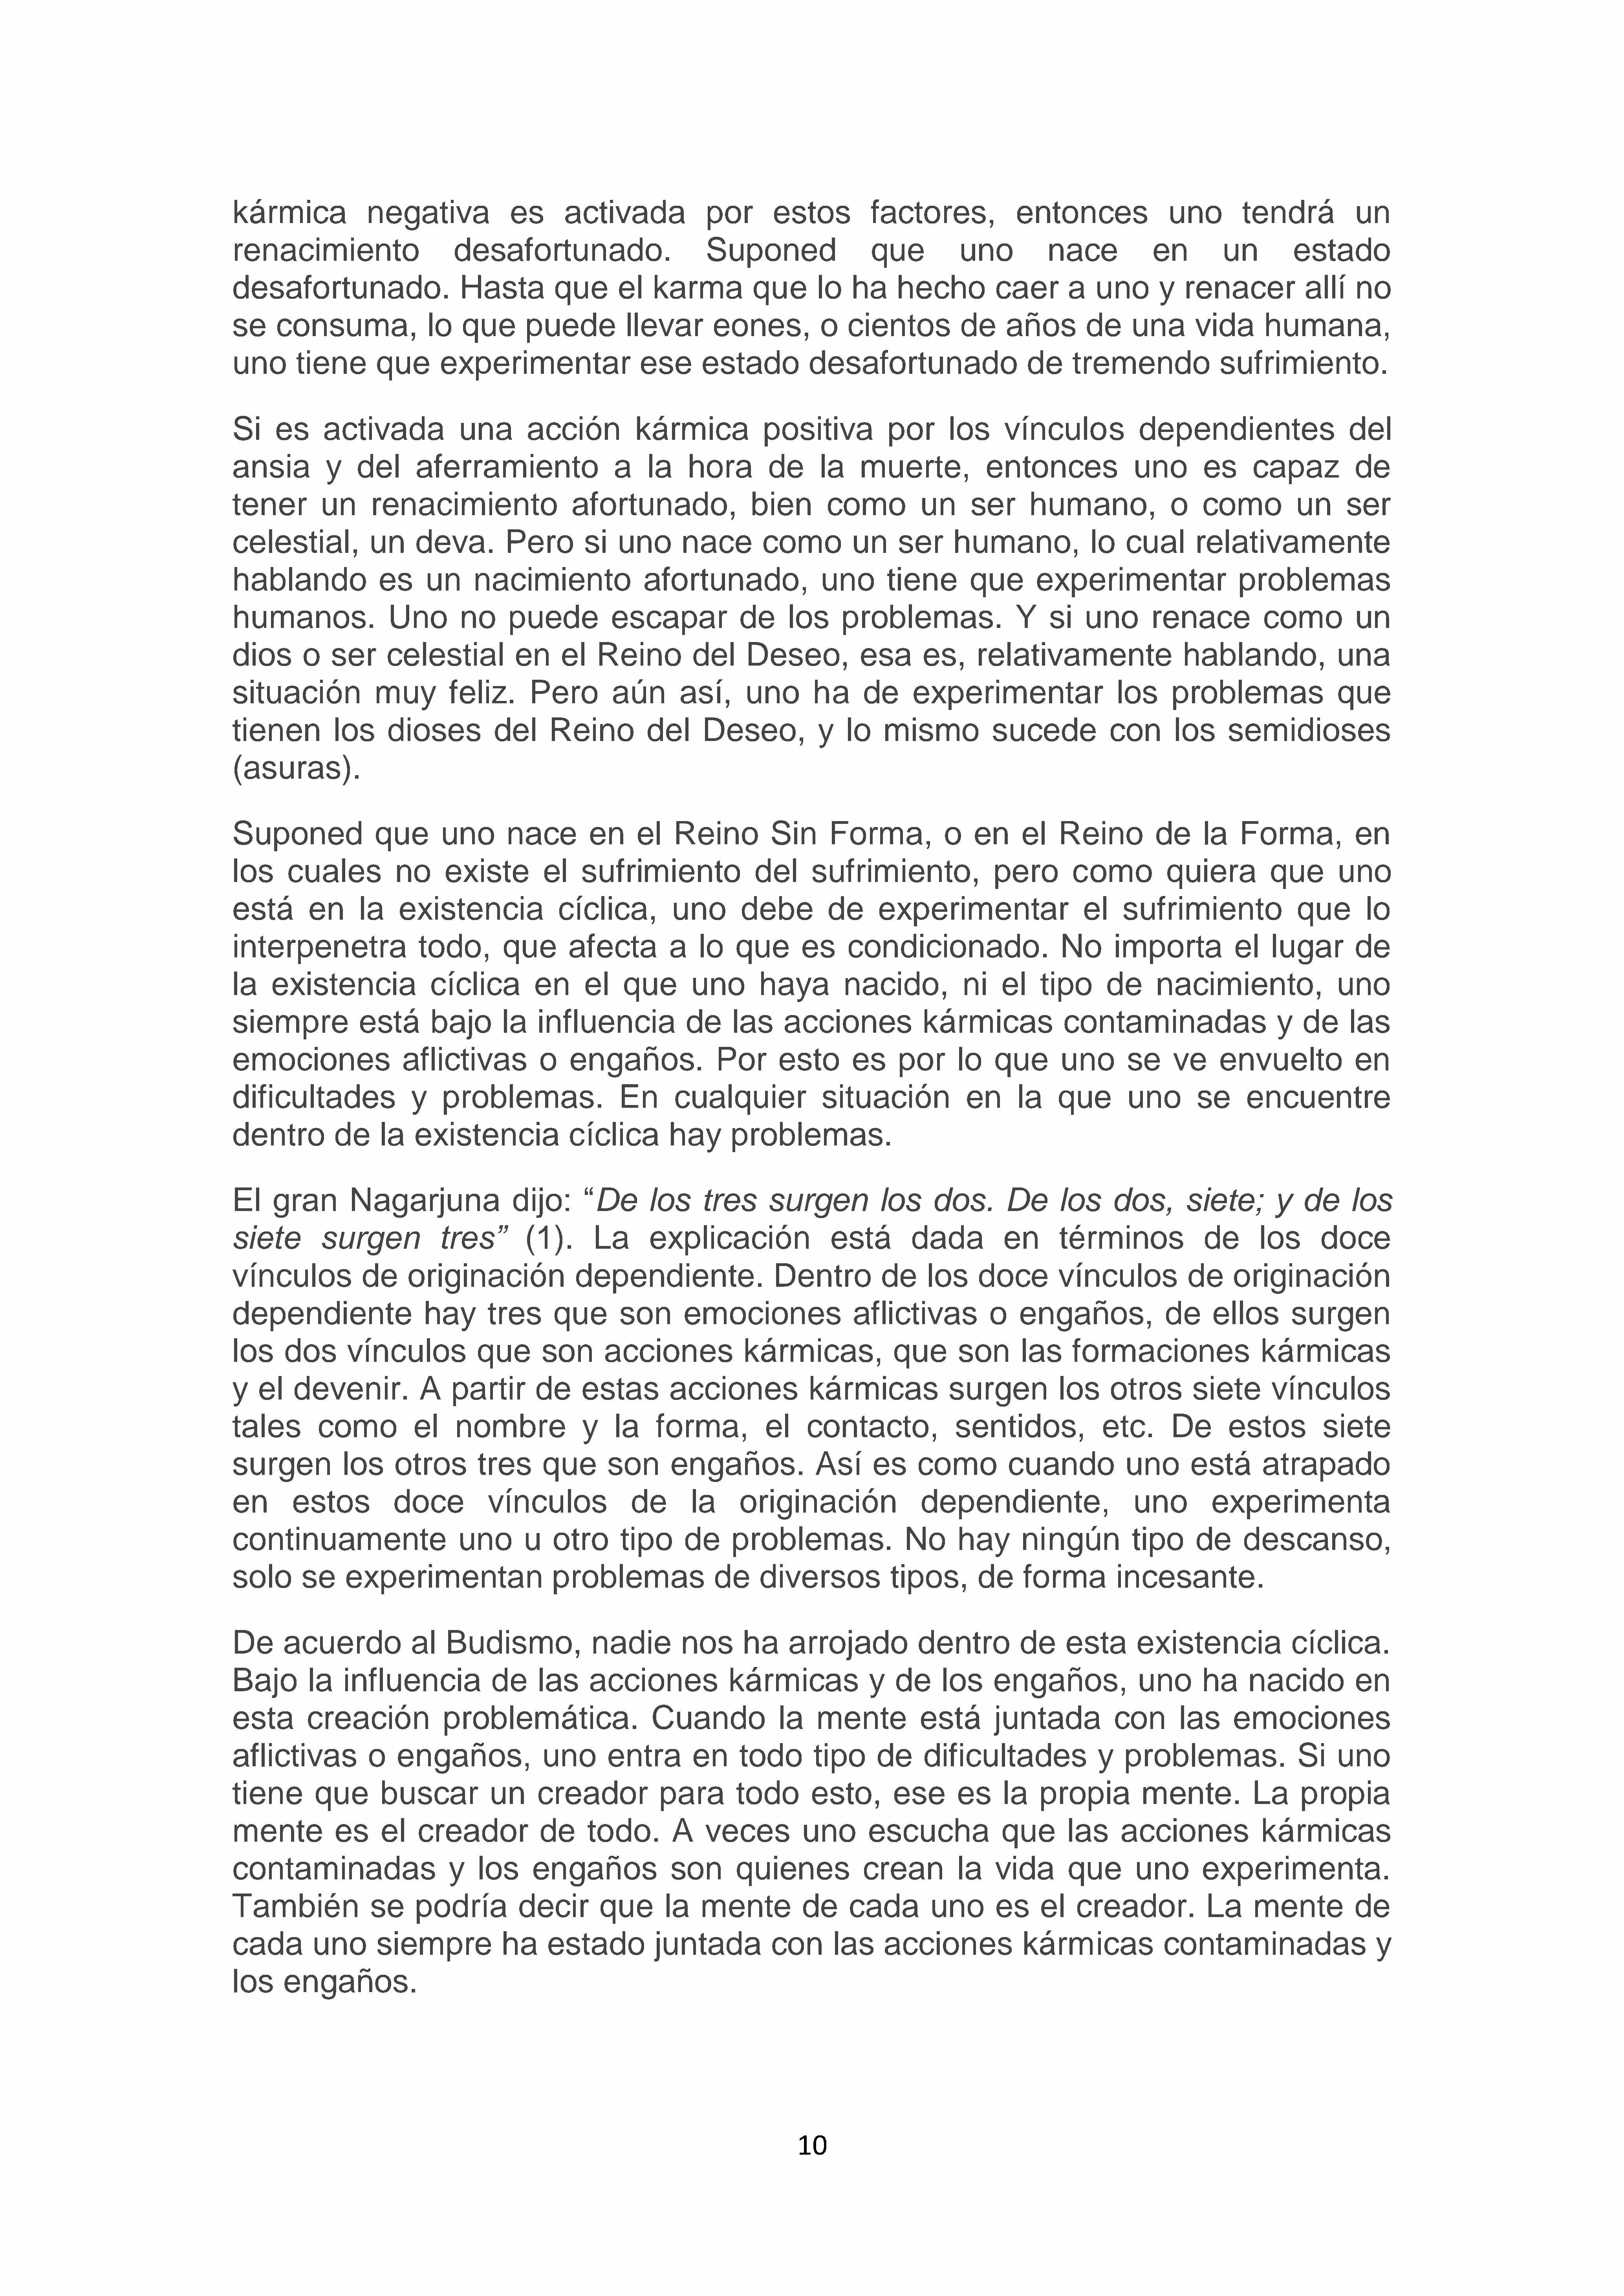 kármica negativa es activada por estos factores, entonces uno tendrá un
renacimiento desafortunado. Suponed que uno nace en un estado
desafortunado. Hasta que el karma que lo ha hecho caer a uno y renacer allí no
se consuma, lo que puede llevar eones, o cientos de años de una vida humana,
uno tiene que experimentar ese estado desafortunado de tremendo sufrimiento.
Si es activada una acción kármica positiva por los vínculos dependientes del
ansia y del aferramiento a la hora de la muerte, entonces uno es capaz de
tener un renacimiento afortunado, bien como un ser humano, o como un ser
celestial, un deva. Pero si uno nace como un ser humano, lo cual relativamente
hablando es un nacimiento afortunado, uno tiene que experimentar problemas
humanos. Uno no puede escapar de los problemas. Y si uno renace como un
dios o ser celestial en el Reino del Deseo, esa es, relativamente hablando, una
situación muy feliz. Pero aún así, uno ha de experimentar los problemas que
tienen los dioses del Reino del Deseo, y lo mismo sucede con los semidioses
(asuras).
Suponed que uno nace en el Reino Sin Forma, o en el Reino de la Forma, en
los cuales no existe el sufrimiento del sufrimiento, pero como quiera que uno
está en la existencia cíclica, uno debe de experimentar el sufrimiento que lo
interpenetra todo, que afecta a lo que es condicionado. No importa el lugar de
la existencia cíclica en el que uno haya nacido, ni el tipo de nacimiento, uno
siempre está bajo la influencia de las acciones kármicas contaminadas y de las
emociones aflictivas o engaños. Por esto es por lo que uno se ve envuelto en
dificultades y problemas. En cualquier situación en la que uno se encuentre
dentro de la existencia cíclica hay problemas.
El gran Nagarjuna dijo: “De los tres surgen los dos. De los dos, siete; y de los
siete surgen tres” (1). La explicación está dada en términos de los doce
vínculos de originación dependiente. Dentro de los doce vínculos de originación
dependiente hay tres que son emociones aflictivas o engaños, de ellos surgen
los dos vínculos que son acciones kármicas, que son las formaciones kármicas
y el devenir. A partir de estas acciones kármicas surgen los otros siete vínculos
tales como el nombre y la forma, el contacto, sentidos, etc. De estos siete
surgen los otros tres que son engaños. Así es como cuando uno está atrapado
en estos doce vínculos de la originación dependiente, uno experimenta
continuamente uno u otro tipo de problemas. No hay ningún tipo de descanso,
solo se experimentan problemas de diversos tipos, de forma incesante.
De acuerdo al Budismo, nadie nos ha arrojado dentro de esta existencia cíclica.
Bajo la influencia de las acciones kármicas y de los engaños, uno ha nacido en
esta creación problemática. Cuando la mente está juntada con las emociones
aflictivas o engaños, uno entra en todo tipo de dificultades y problemas. Si uno
tiene que buscar un creador para todo esto, ese es la propia mente. La propia
mente es el creador de todo. A veces uno escucha que las acciones kármicas
contaminadas y los engaños son quienes crean la vida que uno experimenta.
También se podría decir que la mente de cada uno es el creador. La mente de
cada uno siempre ha estado juntada con las acciones kármicas contaminadas y
los engaños.
10